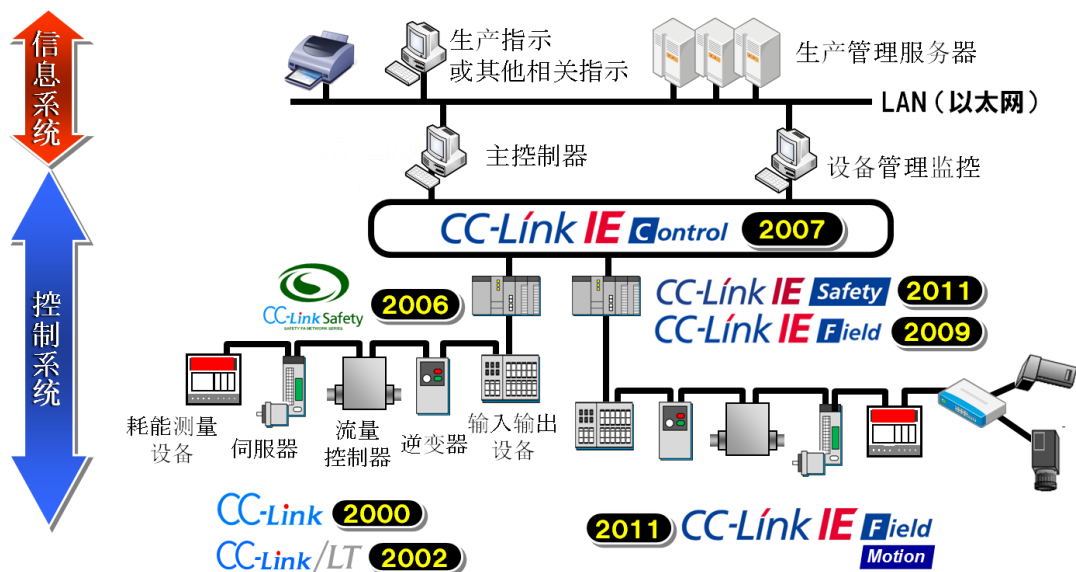 信息系统
生产指示
或其他相关指示
生产管理服务器
LAN（以太网）
主控制器
设备管理监控
CC-Link IE Control 2007
控制系统
CC-Link Safety
SAFETY FA NETWORK SERIES
2006
CC-Link IE Safety 2011
CC-Link IE Field 2009
耗能测量
设备
伺服器
流量
控制器
逆变器
输入输出
设备
CC-Link 2000
CC-Link/LT 2002
2011 CC-Link IE Field
Motion